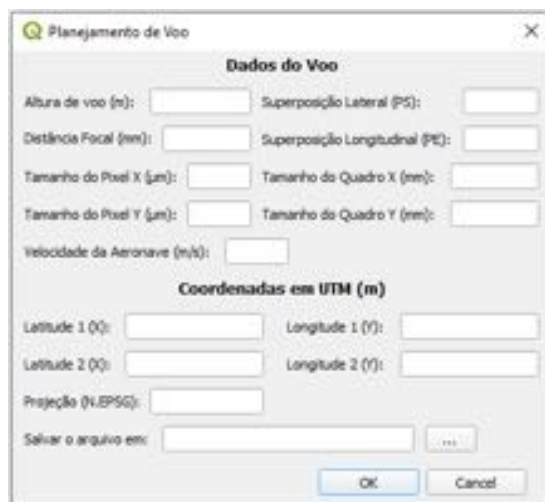 Planejamento de Voo
Dados do Voo
Altura de voo (m): Superposição Lateral (PS):
Distância Focal (mm): Superposição Longitudinal (PE):
Tamanho do Pixel X (µm): Tamanho do Quadro X (mm):
Tamanho do Pixel Y (µm): Tamanho do Quadro Y (mm):
Velocidade da Aeronave (m/s):
Coordenadas em UTM (m)
Latitude 1 (X): Longitude 1 (Y):
Latitude 2 (X): Longitude 2 (Y):
Projeção (N.EPSG):
Salvar o arquivo em: ...
OK Cancel